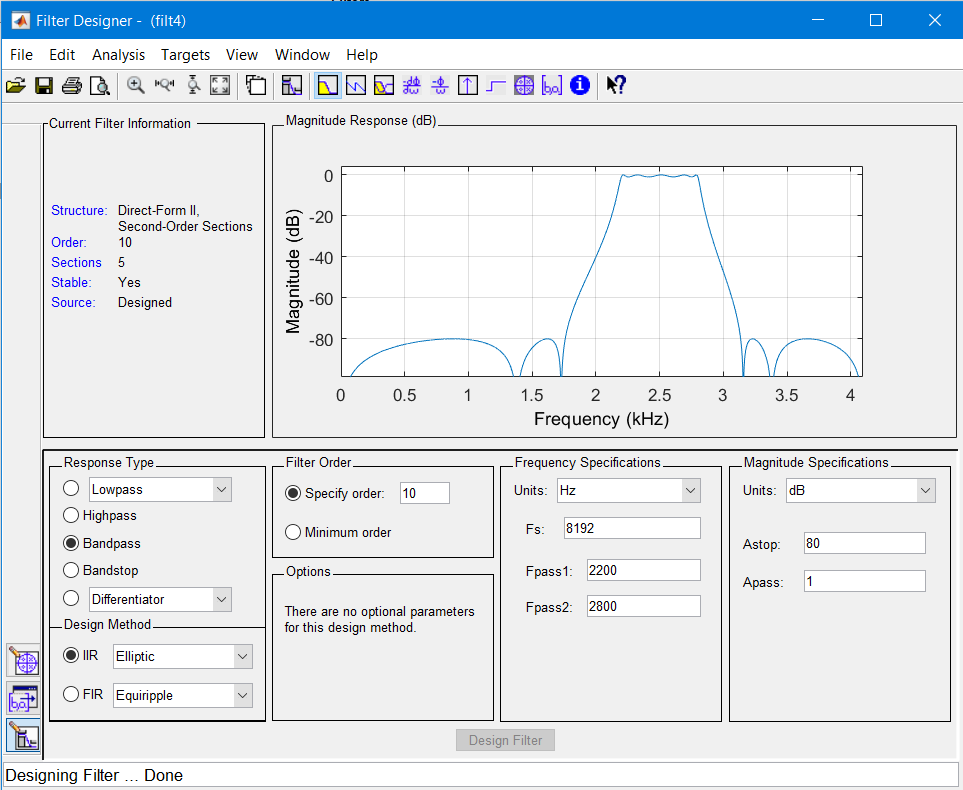 Filter Designer - (filt4)
File Edit Analysis Targets View Window Help
Current Filter Information
Structure: Direct-Form II,
Second-Order Sections
Order: 10
Sections 5
Stable: Yes
Source: Designed
Magnitude Response (dB)
0
-20
-40
-60
-80
Magnitude (dB)
0 0.5 1 1.5 2 2.5 3 3.5 4
Frequency (kHz)
Response Type
Lowpass
Highpass
Bandpass
Bandstop
Differentiator
Design Method
IIR Elliptic
FIR Equiripple
Filter Order
Specify order: 10
Minimum order
Options
There are no optional parameters
for this design method.
Frequency Specifications
Units: Hz
Fs: 8192
Fpass1: 2200
Fpass2: 2800
Magnitude Specifications
Units: dB
Astop: 80
Apass: 1
Design Filter
Designing Filter ... Done